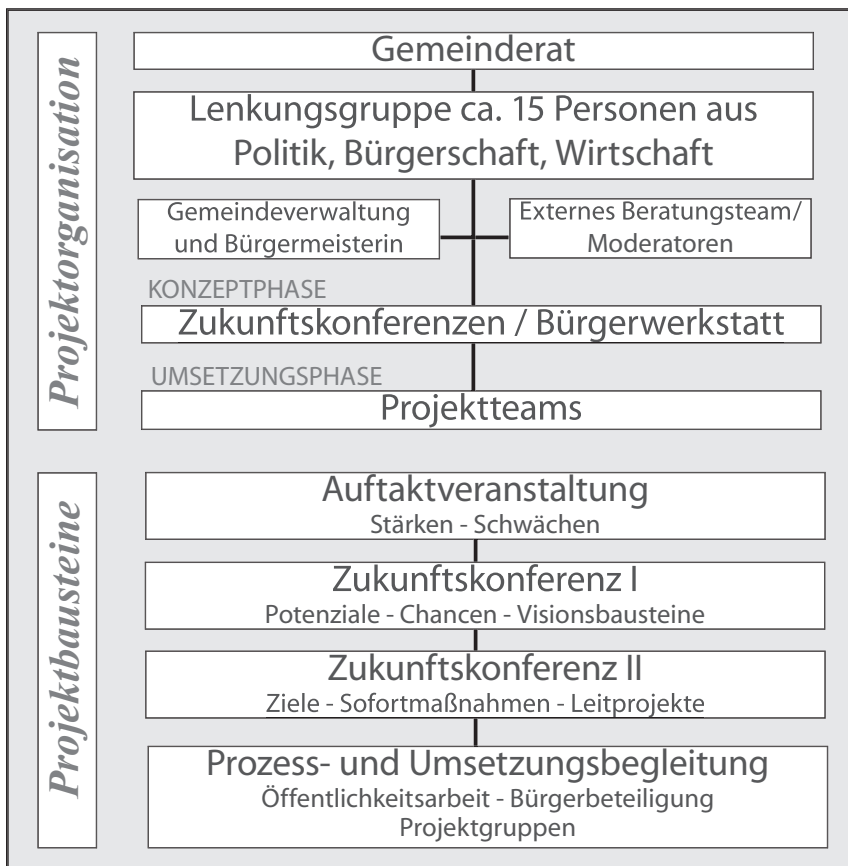 Projektorganisation
Gemeinderat
Lenkungsgruppe ca. 15 Personen aus
Politik, Bürgerschaft, Wirtschaft
Gemeindeverwaltung
und Bürgermeisterin
Externes Beratungsteam/
Moderatoren
KONZEPTPHASE
Zukunftskonferenzen / Bürgerwerkstatt
UMSETZUNGSPHASE
Projektteams
Projektbausteine
Auftaktveranstaltung
Stärken - Schwächen
Zukunftskonferenz I
Potenziale - Chancen - Visionsbausteine
Zukunftskonferenz II
Ziele - Sofortmaßnahmen - Leitprojekte
Prozess- und Umsetzungsbegleitung
Öffentlichkeitsarbeit - Bürgerbeteiligung
Projektgruppen